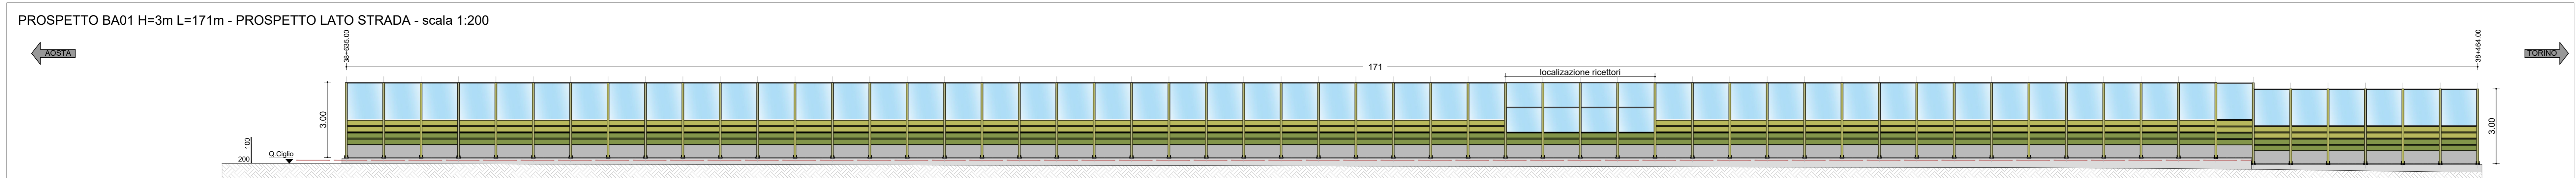 PROSPETTO BA01 H=3m L=171m - PROSPETTO LATO STRADA - scala 1:200
AOSTA
38+635.00
171
localizzazione ricettori
38+464.00
TORINO
3.00
3.00
100
200
Q.Ciglio